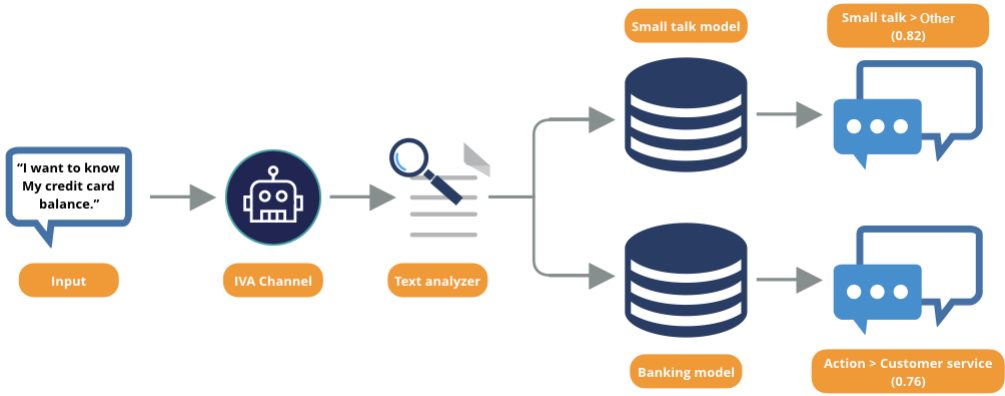 Small talk model
Small talk > Other
(0.82)
“I want to know
My credit card
balance.”
Input
IVA Channel
Text analyzer
Banking model
Action > Customer service
(0.76)